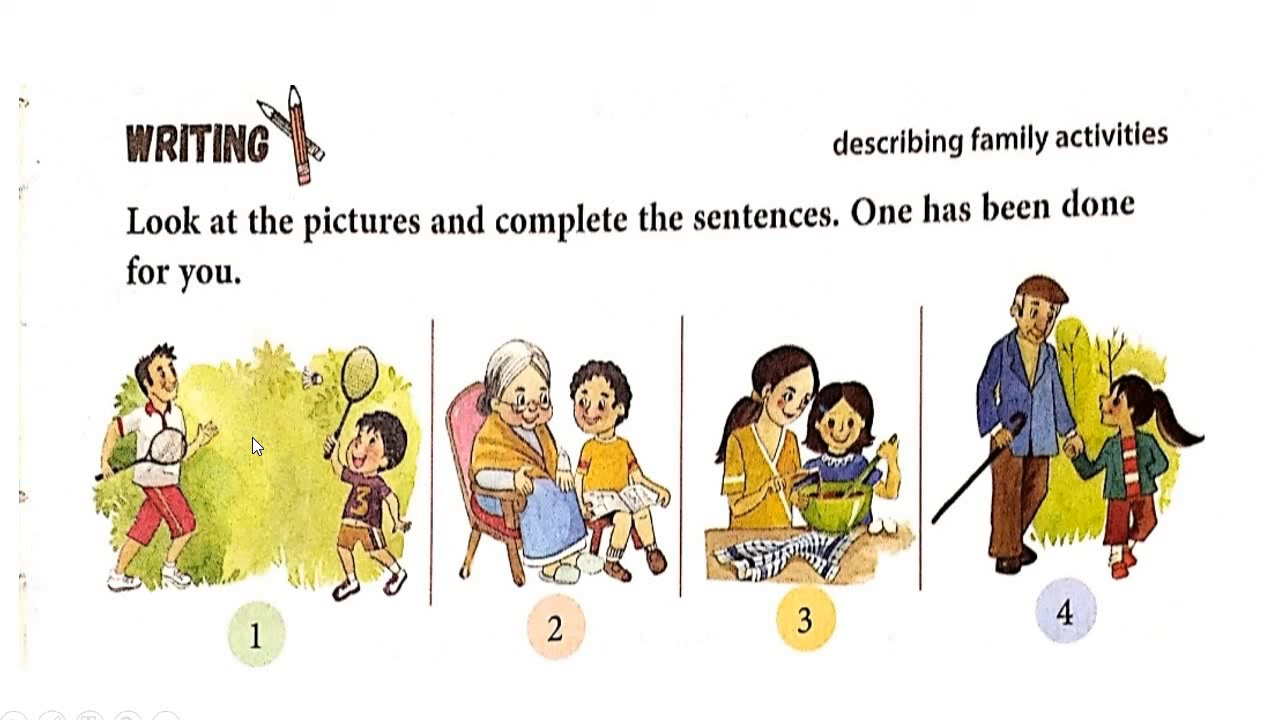 WRITING
describing family activities
Look at the pictures and complete the sentences. One has been done
for you.
3
1
2
3
4